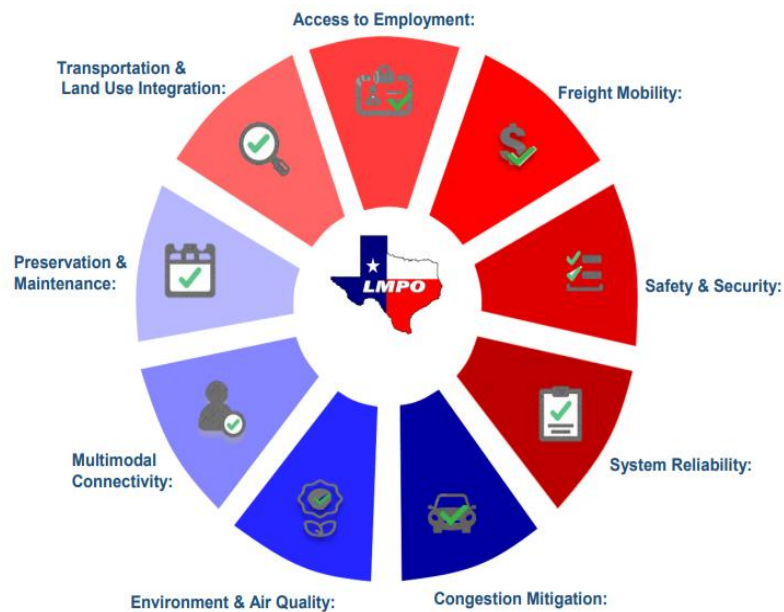 Access to Employment:
Transportation &
Land Use Integration:
Freight Mobility:
Preservation &
Maintenance:
LMPO
Safety & Security:
Multimodal
Connectivity:
System Reliability:
Environment & Air Quality:
Congestion Mitigation: